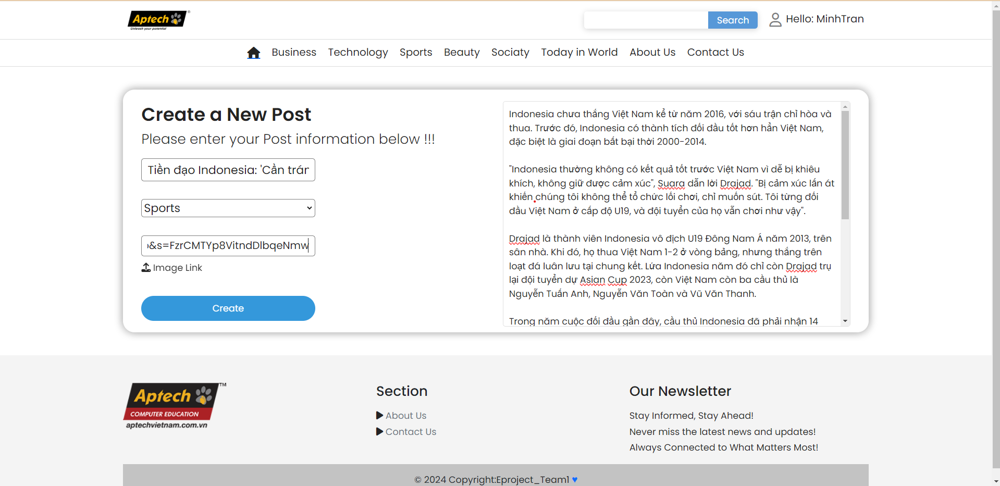 Aptech
Unleash your potential
Search
Hello: MinhTran
Business Technology Sports Beauty Sociaty Today in World About Us Contact Us
Create a New Post
Please enter your Post information below !!!
Tiền đạo Indonesia: 'Cần trán
Sports
&s=FzrCMTYp8VitndDlbqeNmw
Image Link
Create
Indonesia chưa thắng Việt Nam kể từ năm 2016, với sáu trận chỉ hòa và
thua. Trước đó, Indonesia có thành tích đối đầu tốt hơn hẳn Việt Nam,
đặc biệt là giai đoạn bất bại thời 2000-2014.
"Indonesia thường không có kết quả tốt trước Việt Nam vì dễ bị khiêu
khích, không giữ được cảm xúc", Suara dẫn lời Drajad. "Bị cảm xúc lấn át
khiến chúng tôi không thể tổ chức lối chơi, chỉ muốn sút. Tôi từng đối
đầu Việt Nam ở cấp độ U19, và đội tuyển của họ vẫn chơi như vậy".
Drajad là thành viên Indonesia vô địch U19 Đông Nam Á năm 2013, trên
sân nhà. Khi đó, họ thua Việt Nam 1-2 ở vòng bảng, nhưng thắng trên
loạt đá luân lưu tại chung kết. Lứa Indonesia năm đó chỉ còn Drajad trụ
lại đội tuyển dự Asian Cup 2023, còn Việt Nam còn ba cầu thủ là
Nguyễn Tuấn Anh, Nguyễn Văn Toàn và Vũ Văn Thanh.
Trong năm cuộc đối đầu gần đây, cầu thủ Indonesia đã phải nhận 14
Aptech TM
COMPUTER EDUCATION
aptechvietnam.com.vn
Section
About Us
Contact Us
Our Newsletter
Stay Informed, Stay Ahead!
Never miss the latest news and updates!
Always Connected to What Matters Most!
© 2024 Copyright:Eproject_Team1 ♥